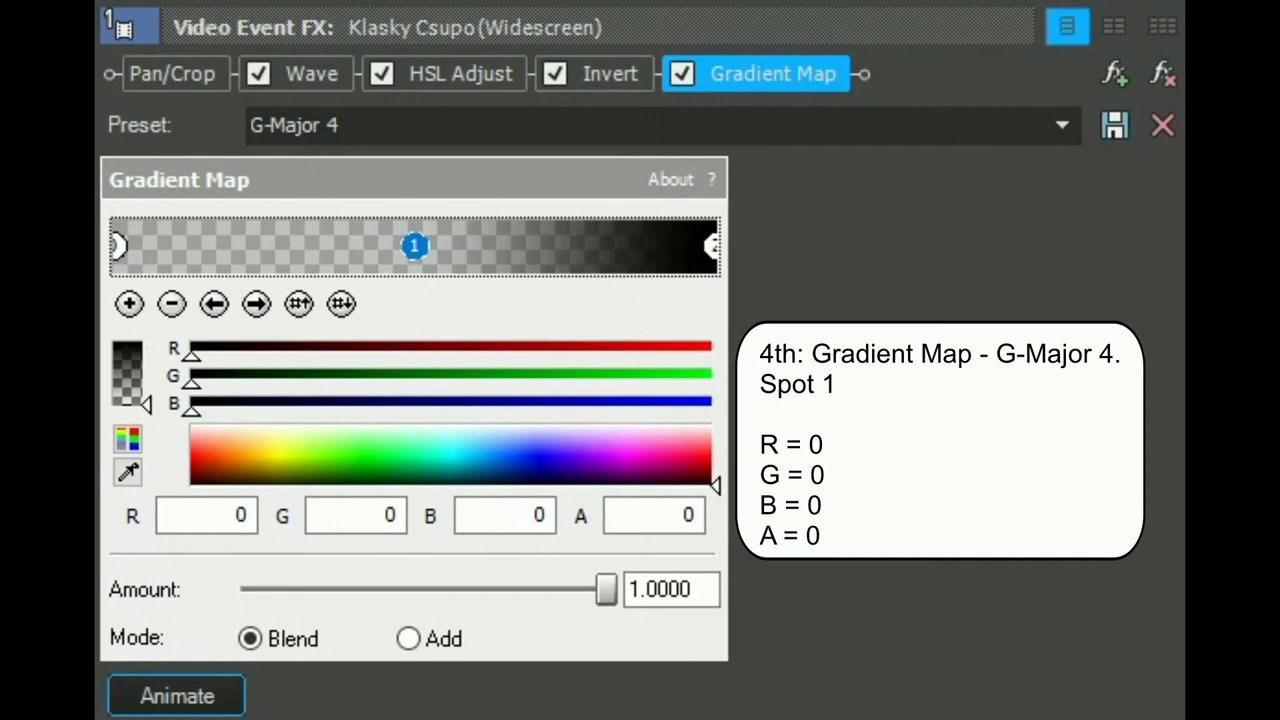 1
Video Event FX: Klasky Csupo(Widescreen)
Pan/Crop Wave HSL Adjust Invert Gradient Map
Preset: G-Major 4
Gradient Map About ?
1 2
R
G
B
R 0 G 0 B 0 A 0
Amount: 1.0000
Mode: Blend Add
Animate
4th: Gradient Map - G-Major 4.
Spot 1
R = 0
G = 0
B = 0
A = 0